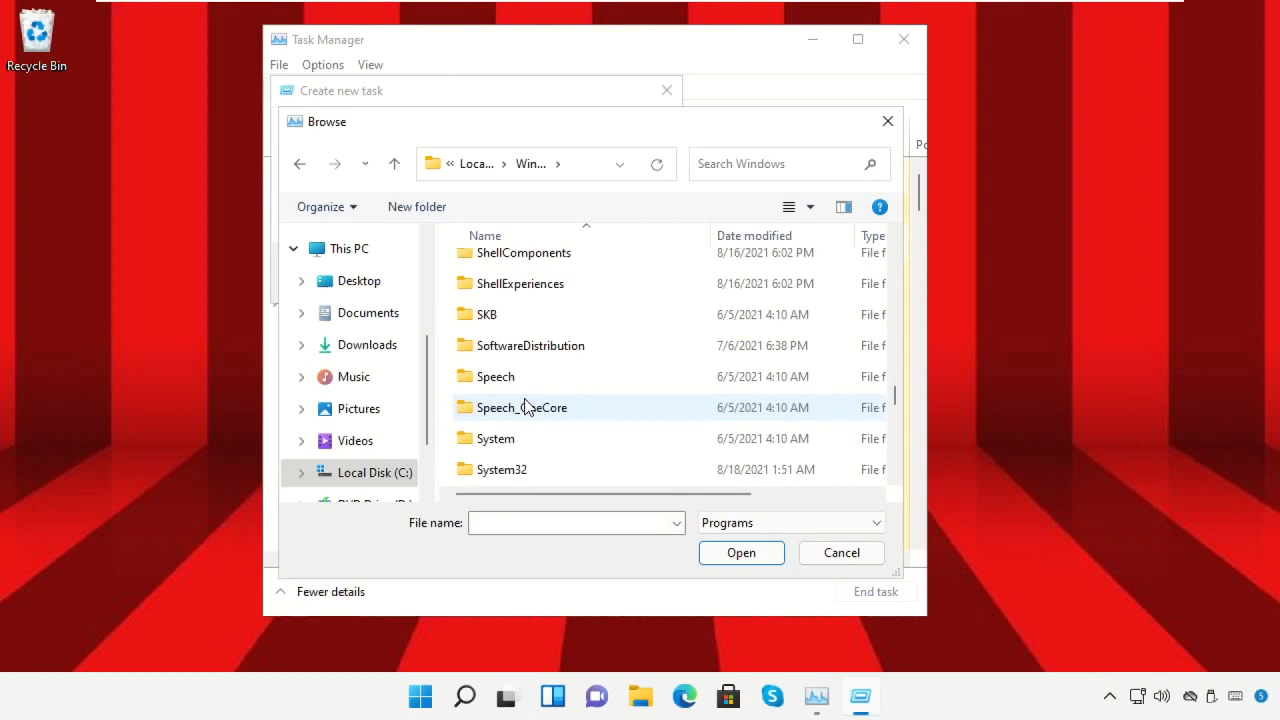 Recycle Bin
Task Manager
File Options View
Create new task
Browse
« Loca... > Win... >
Search Windows
Organize
New folder
Name Date modified Type
This PC
Desktop
Documents
Downloads
Music
Pictures
Videos
Local Disk (C:)
ShellComponents 8/16/2021 6:02 PM File f
ShellExperiences 8/16/2021 6:02 PM File f
SKB 6/5/2021 4:10 AM File f
SoftwareDistribution 7/6/2021 6:38 PM File f
Speech 6/5/2021 4:10 AM File f
Speech_OneCore 6/5/2021 4:10 AM File f
System 6/5/2021 4:10 AM File f
System32 8/18/2021 1:51 AM File f
File name:
Programs
Open Cancel
Fewer details
End task
5